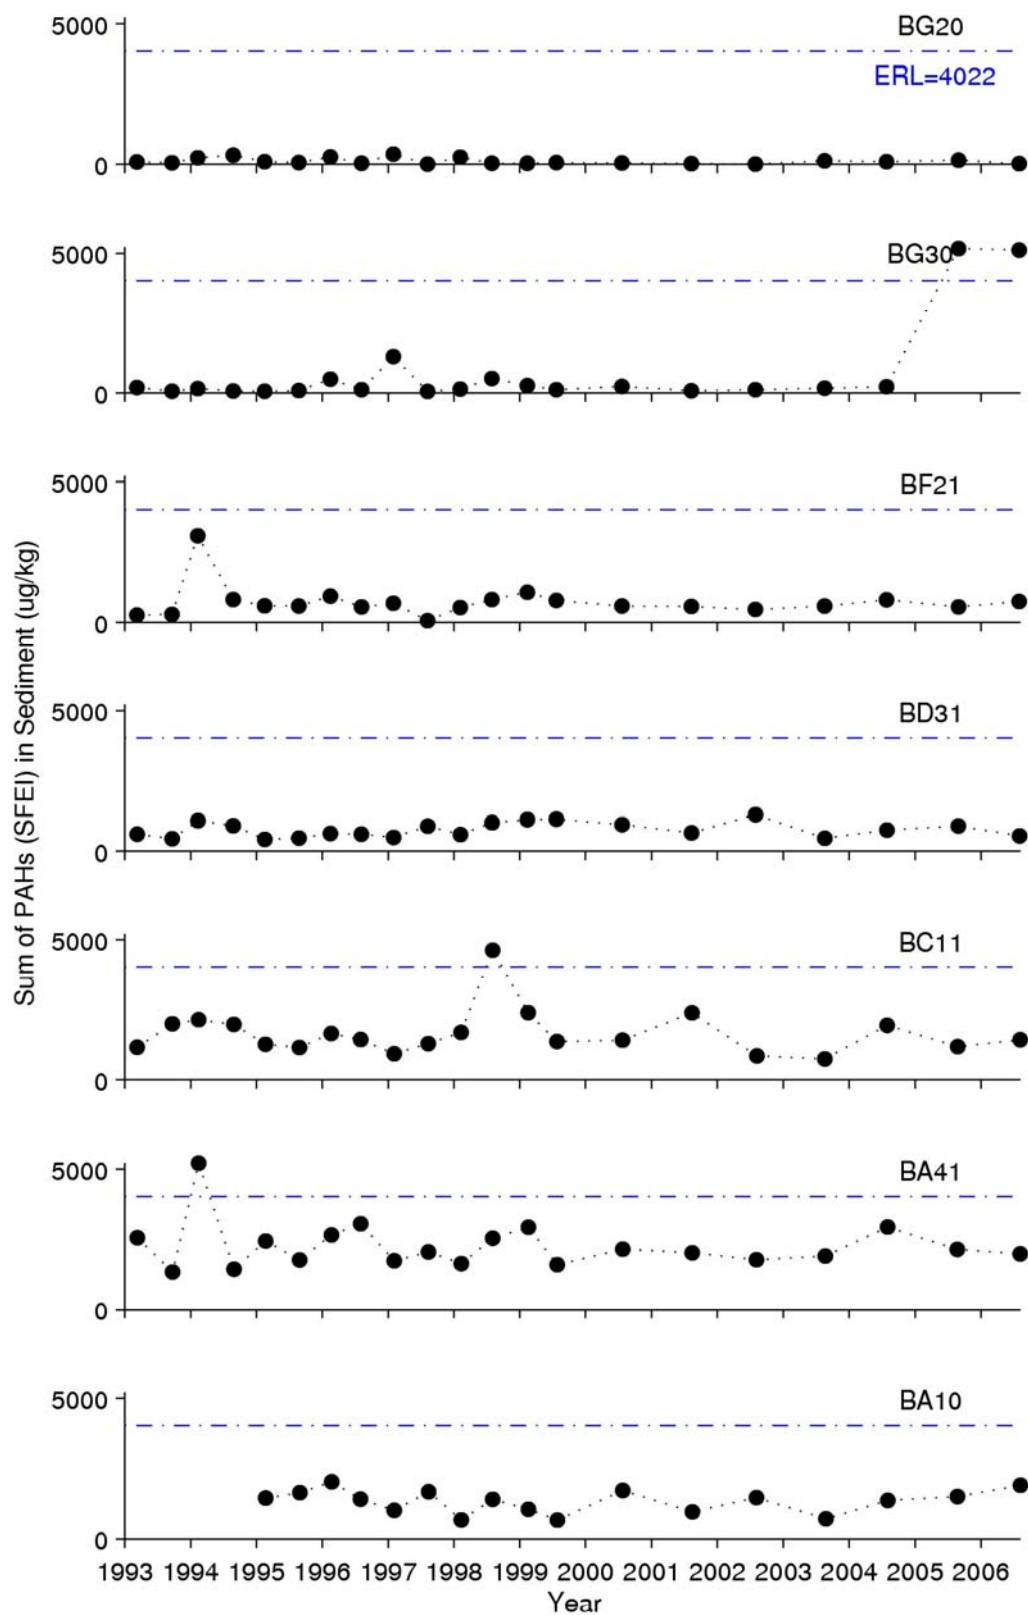 5000
BG20
ERL=4022
0
5000
BG30
0
5000
BF21
0
5000
BD31
0
5000
BC11
0
5000
BA41
0
5000
BA10
0
1993 1994 1995 1996 1997 1998 1999 2000 2001 2002 2003 2004 2005 2006
Year
Sum of PAHs (SFEI) in Sediment (ug/kg)